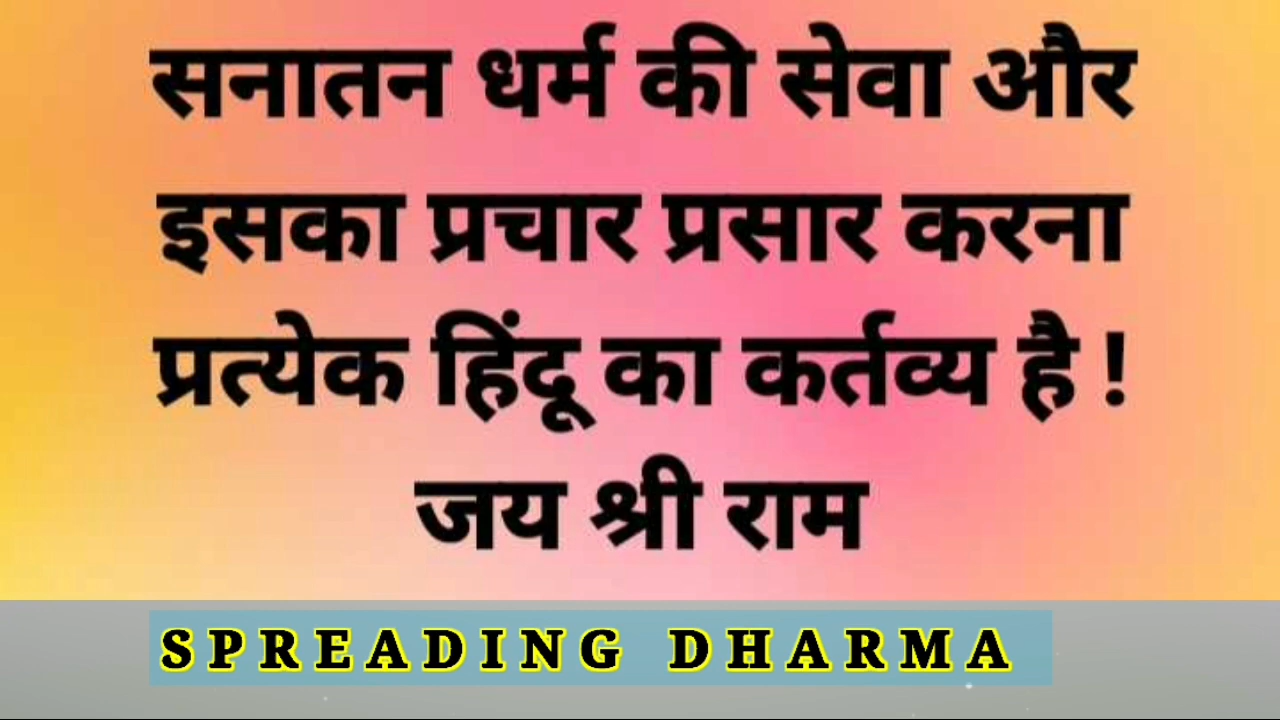 सनातन धर्म की सेवा और
इसका प्रचार प्रसार करना
प्रत्येक हिंदू का कर्तव्य है !
जय श्री राम
SPREADING DHARMA